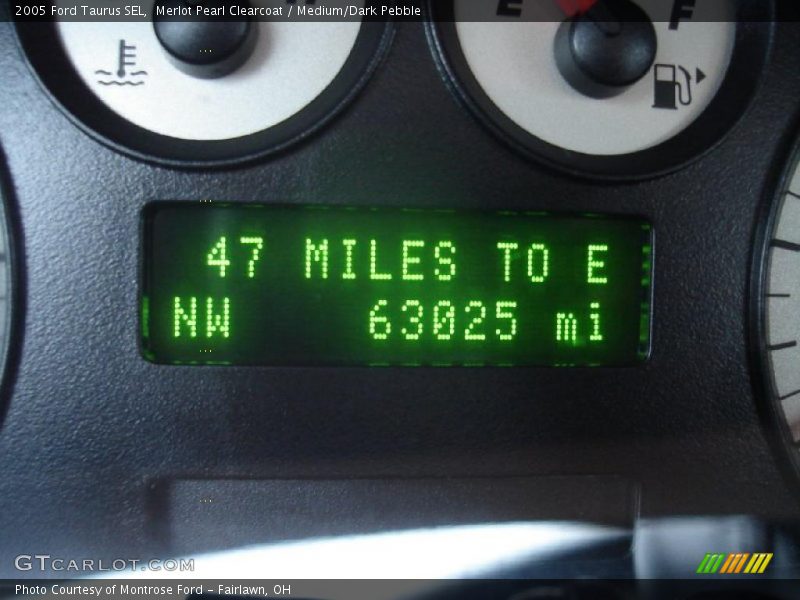 2005 Ford Taurus SEL, Merlot Pearl Clearcoat / Medium/Dark Pebble
E F
47 MILES TO E
NW 63025 mi
GTCARLOT.COM
Photo Courtesy of Montrose Ford - Fairlawn, OH